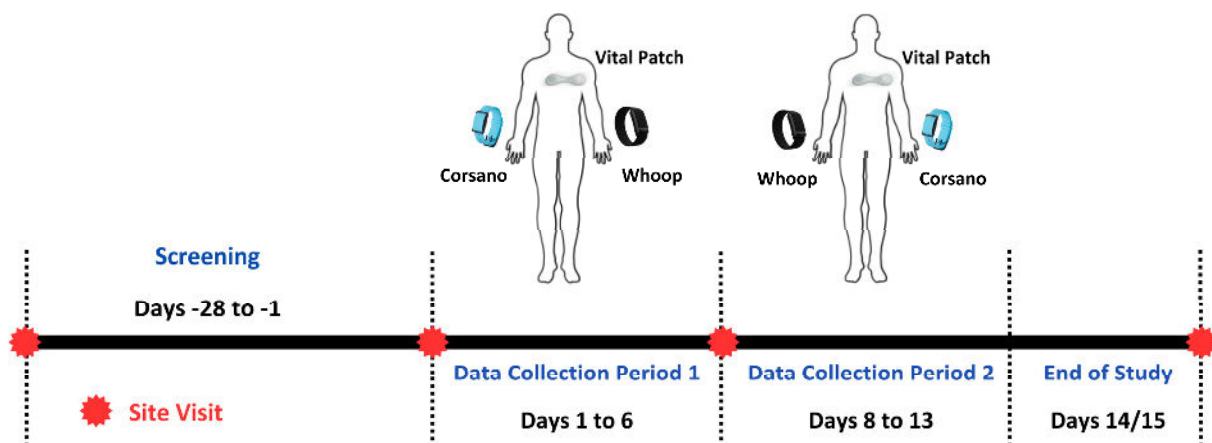 Vital Patch
Vital Patch
Corsano
Whoop
Whoop
Corsano
Screening
Days -28 to -1
Data Collection Period 1
Data Collection Period 2
End of Study
Days 1 to 6
Days 8 to 13
Days 14/15
Site Visit